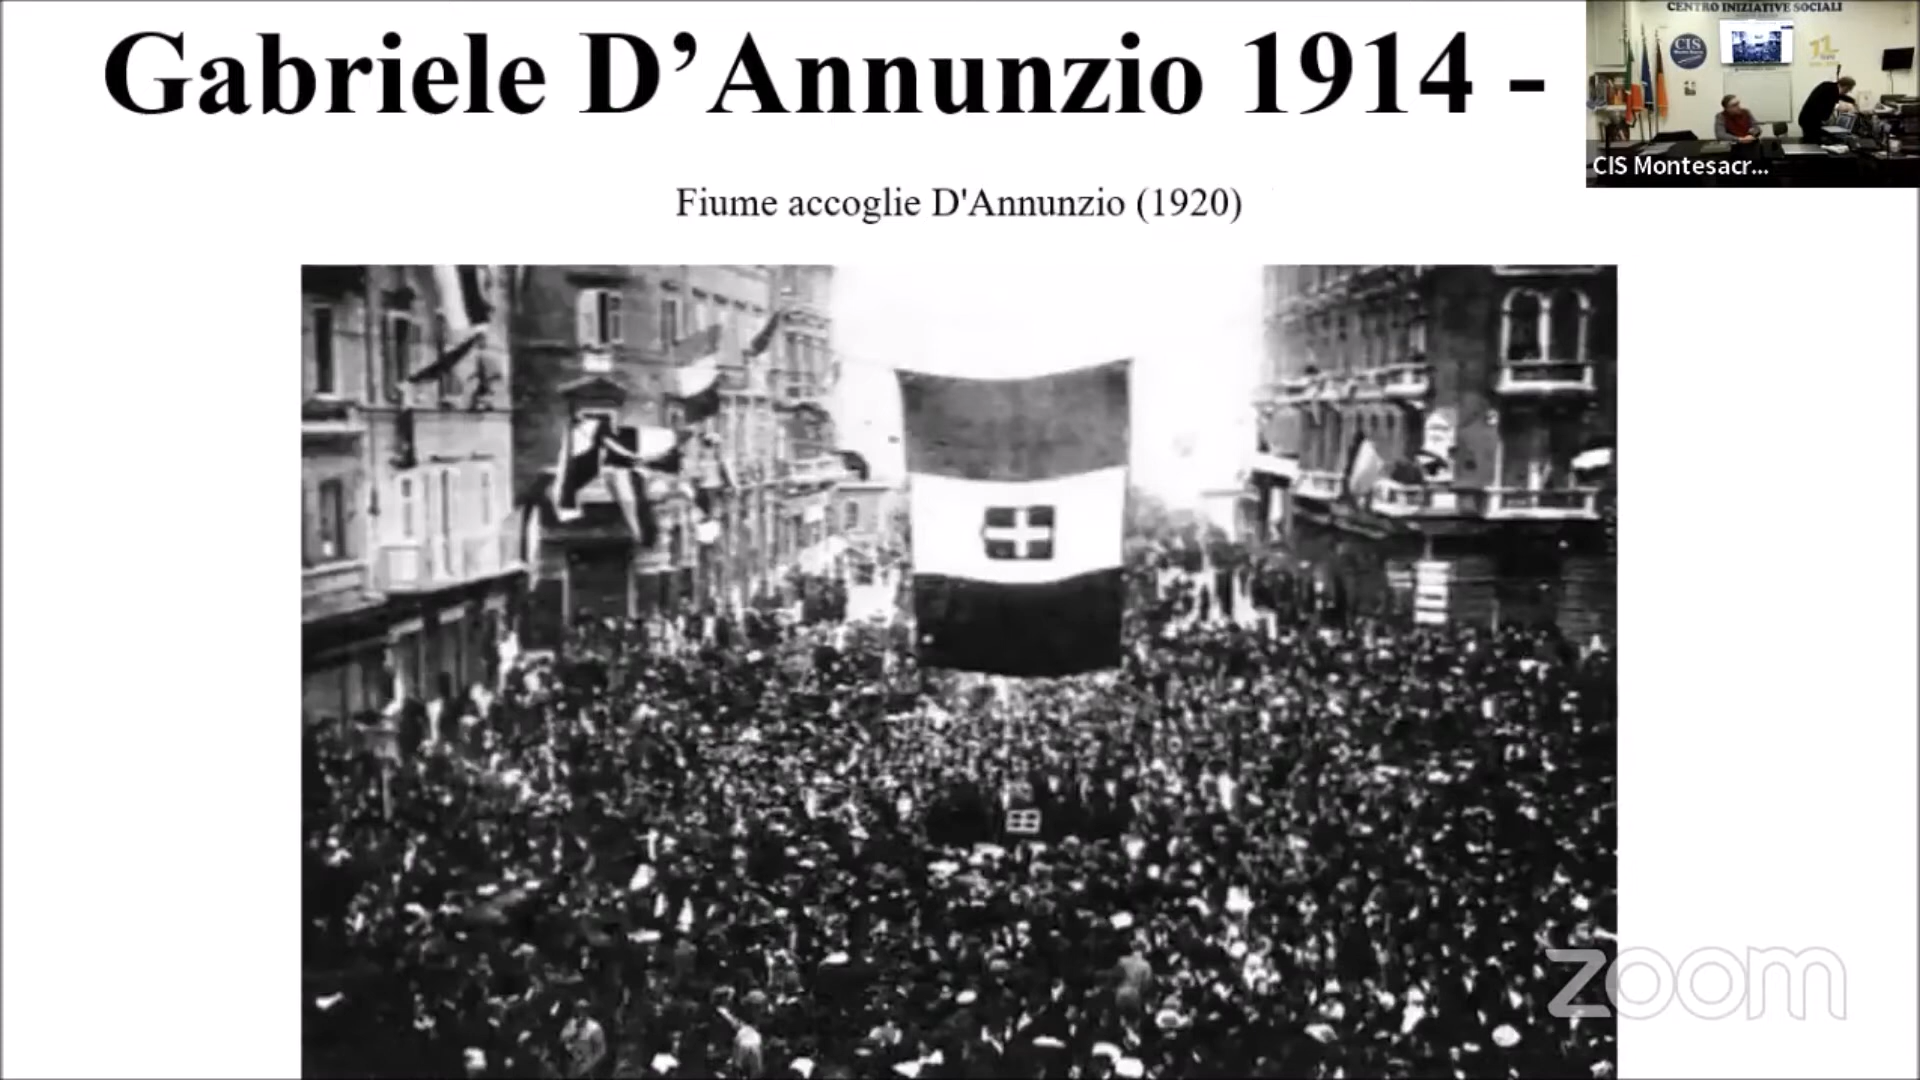 Gabriele D’Annunzio 1914 -
Fiume accoglie D'Annunzio (1920)
CENTRO INIZIATIVE SOCIALI
CIS
CIS Montesacr...
zoom